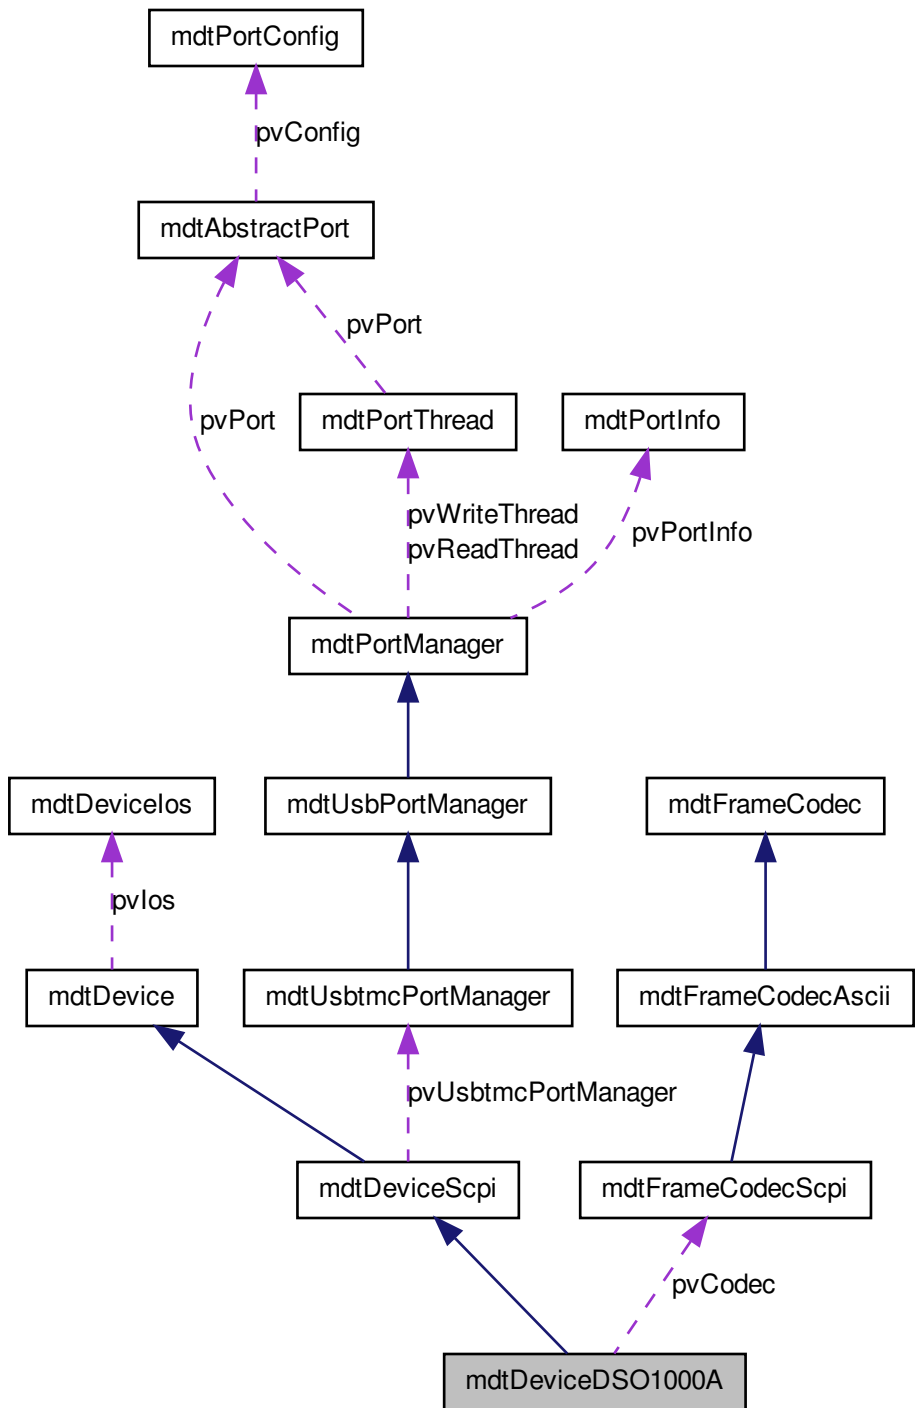 mdtPortConfig
pvConfig
mdtAbstractPort
pvPort
mdtPortThread
mdtPortInfo
pvPort
pvWriteThread
pvReadThread
pvPortInfo
mdtPortManager
mdtDeviceIos
mdtUsbPortManager
mdtFrameCodec
pvIos
mdtDevice
mdtUsbtmcPortManager
mdtFrameCodecAscii
pvUsbtmcPortManager
mdtDeviceScpi
mdtFrameCodecScpi
pvCodec
mdtDeviceDSO1000A